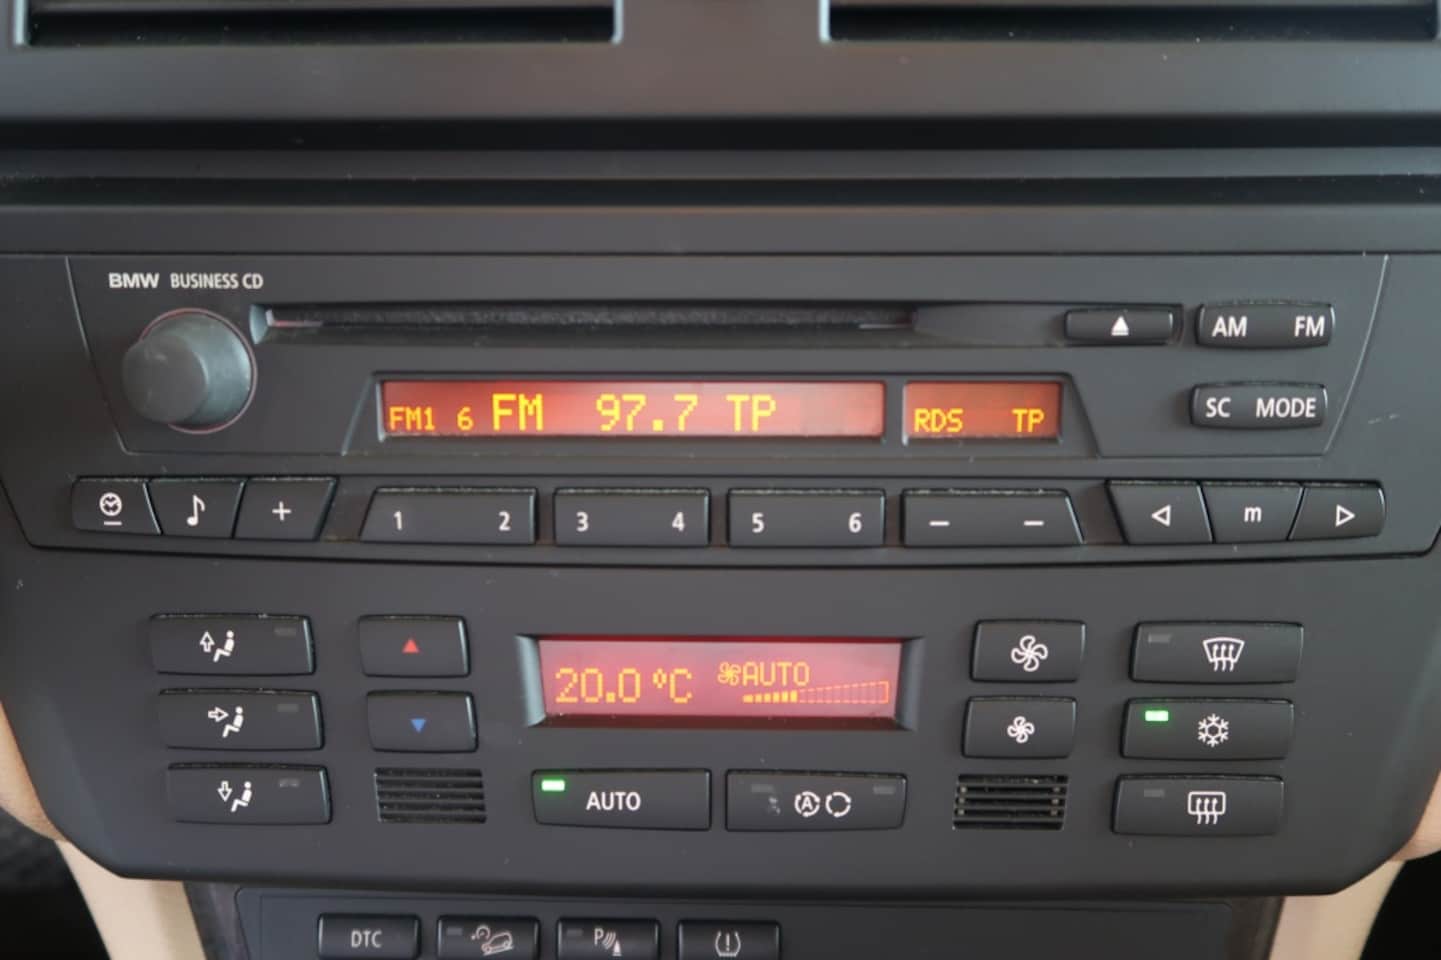 BMW BUSINESS CD
AM FM
FM1 6 FM 97.7 TP
RDS TP
SC MODE
+
1 2
3 4
5 6
— —
m
20.0 °C AUTO
AUTO
A
DTC
P